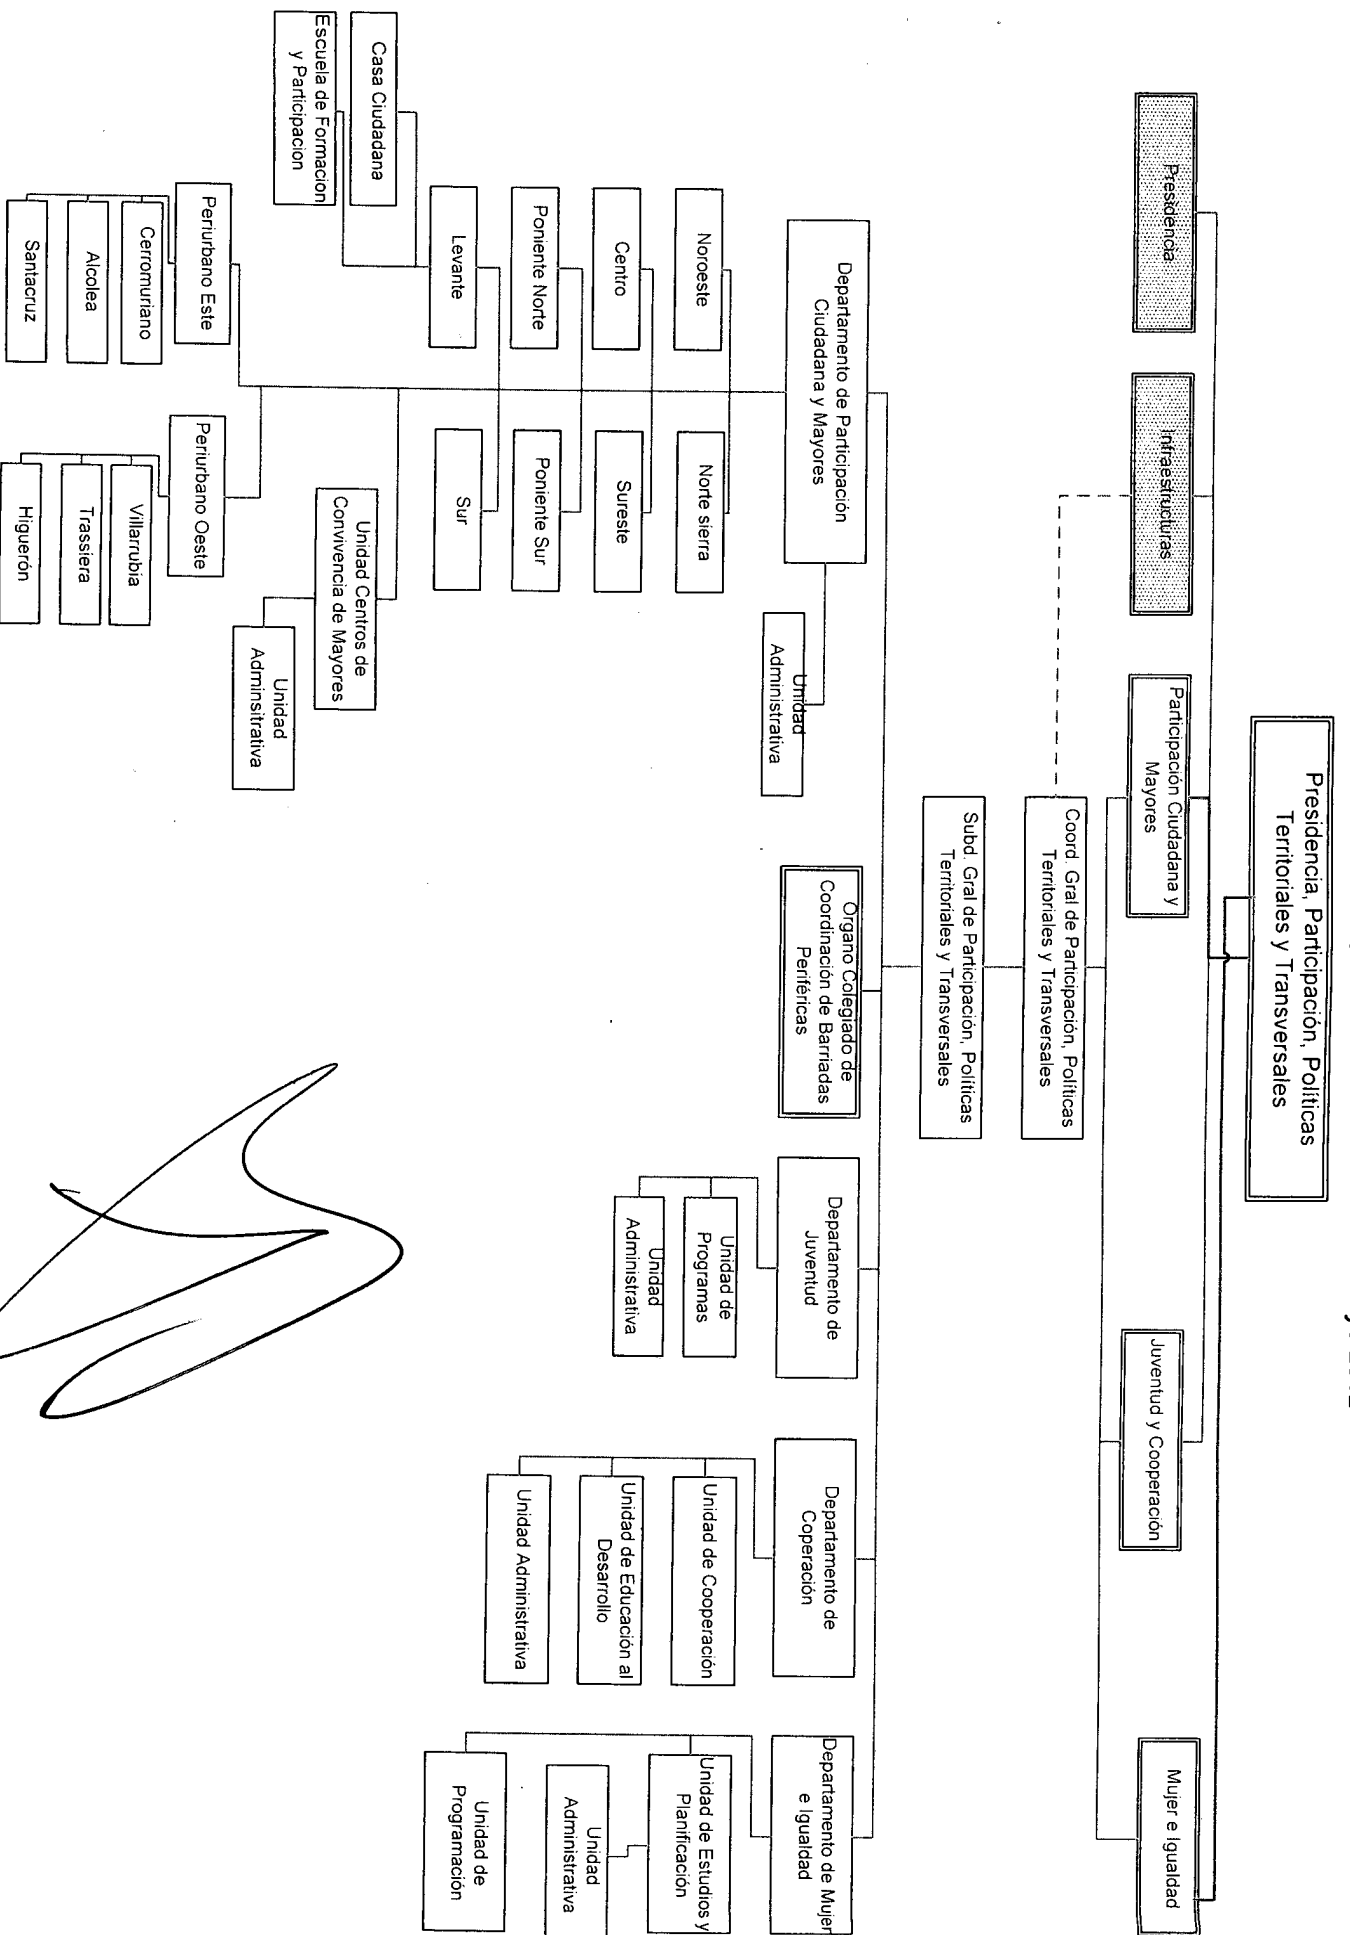 Presidencia, Participación, Políticas
Territoriales y Transversales
Presidencia
Infraestructuras
Participación Ciudadana y
Mayores
Juventud y Cooperación
Mujer e Igualdad
Coord. Gral de Participación, Políticas
Territoriales y Transversales
Subd. Gral de Participación, Políticas
Territoriales y Transversales
Departamento de Participación
Ciudadana y Mayores
Unidad
Administrativa
Organo Colegiado de
Coordinación de Barriadas
Periféricas
Departamento de
Juventud
Unidad de
Programas
Unidad
Administrativa
Departamento de
Coperación
Unidad de Cooperación
Unidad de Educación al
Desarrollo
Unidad Administrativa
Departamento de Mujer
e Igualdad
Unidad de Estudios y
Planificación
Unidad
Administrativa
Unidad de
Programación
Noroeste
Norte sierra
Centro
Sureste
Poniente Norte
Poniente Sur
Levante
Sur
Casa Ciudadana
Escuela de Formacion
y Participacion
Unidad Centros de
Convivencia de Mayores
Unidad
Adminsitrativa
Periurbano Este
Cerromuriano
Alcolea
Santacruz
Periurbano Oeste
Villarrubia
Trassiera
Higuerón